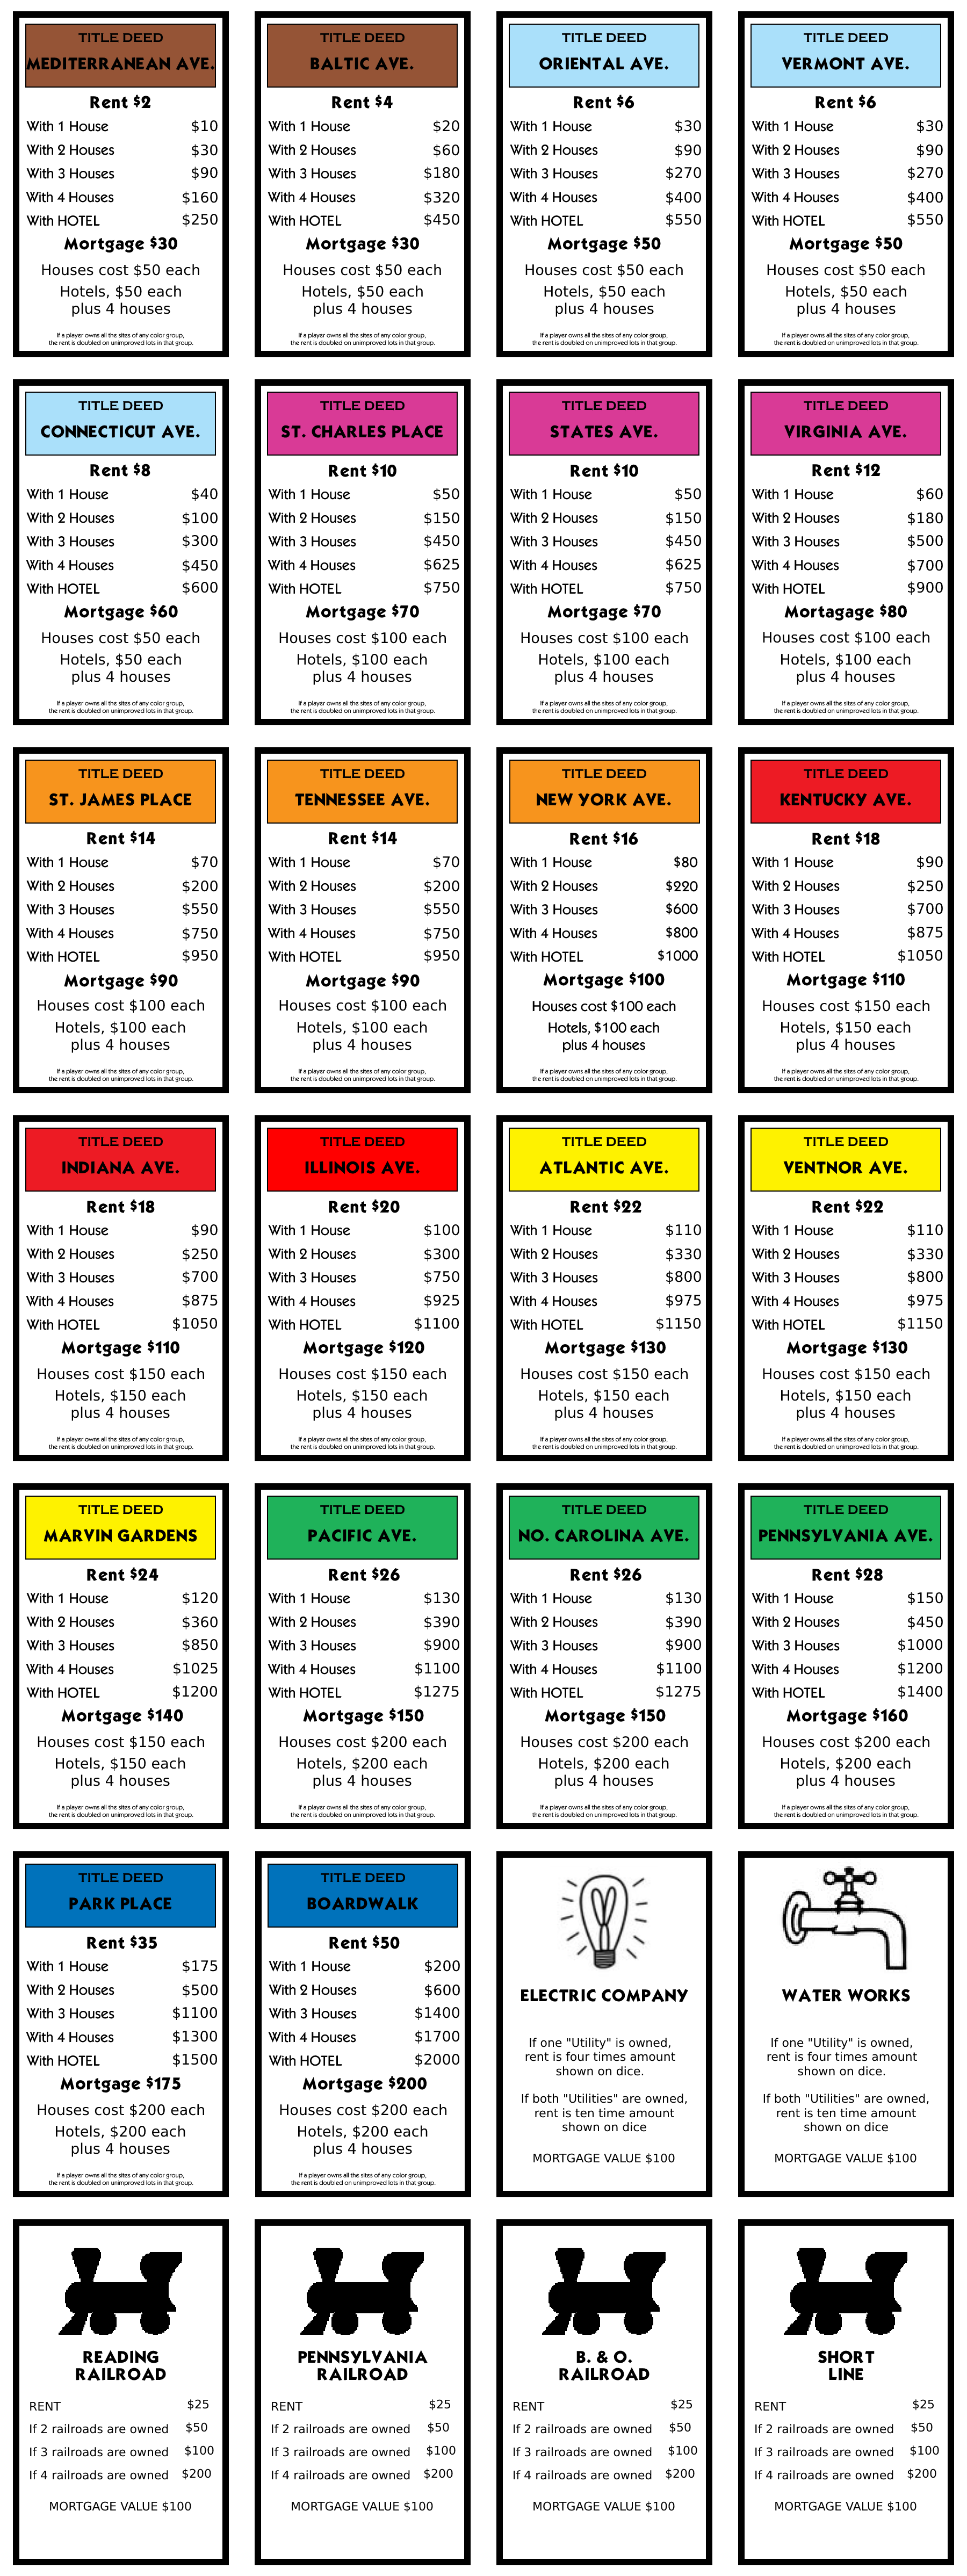 TITLE DEED
MEDITERRANEAN AVE.
Rent $2
With 1 House $10
With 2 Houses $30
With 3 Houses $90
With 4 Houses $160
With HOTEL $250
Mortgage $30
Houses cost $50 each
Hotels, $50 each
plus 4 houses
If a player owns all the sites of any color group,
the rent is doubled on unimproved lots in that group.
TITLE DEED
BALTIC AVE.
Rent $4
With 1 House $20
With 2 Houses $60
With 3 Houses $180
With 4 Houses $320
With HOTEL $450
Mortgage $30
Houses cost $50 each
Hotels, $50 each
plus 4 houses
If a player owns all the sites of any color group,
the rent is doubled on unimproved lots in that group.
TITLE DEED
ORIENTAL AVE.
Rent $6
With 1 House $30
With 2 Houses $90
With 3 Houses $270
With 4 Houses $400
With HOTEL $550
Mortgage $50
Houses cost $50 each
Hotels, $50 each
plus 4 houses
If a player owns all the sites of any color group,
the rent is doubled on unimproved lots in that group.
TITLE DEED
VERMONT AVE.
Rent $6
With 1 House $30
With 2 Houses $90
With 3 Houses $270
With 4 Houses $400
With HOTEL $550
Mortgage $50
Houses cost $50 each
Hotels, $50 each
plus 4 houses
If a player owns all the sites of any color group,
the rent is doubled on unimproved lots in that group.
TITLE DEED
CONNECTICUT AVE.
Rent $8
With 1 House $40
With 2 Houses $100
With 3 Houses $300
With 4 Houses $450
With HOTEL $600
Mortgage $60
Houses cost $50 each
Hotels, $50 each
plus 4 houses
If a player owns all the sites of any color group,
the rent is doubled on unimproved lots in that group.
TITLE DEED
ST. CHARLES PLACE
Rent $10
With 1 House $50
With 2 Houses $150
With 3 Houses $450
With 4 Houses $625
With HOTEL $750
Mortgage $70
Houses cost $100 each
Hotels, $100 each
plus 4 houses
If a player owns all the sites of any color group,
the rent is doubled on unimproved lots in that group.
TITLE DEED
STATES AVE.
Rent $10
With 1 House $50
With 2 Houses $150
With 3 Houses $450
With 4 Houses $625
With HOTEL $750
Mortgage $70
Houses cost $100 each
Hotels, $100 each
plus 4 houses
If a player owns all the sites of any color group,
the rent is doubled on unimproved lots in that group.
TITLE DEED
VIRGINIA AVE.
Rent $12
With 1 House $60
With 2 Houses $180
With 3 Houses $500
With 4 Houses $700
With HOTEL $900
Mortagage $80
Houses cost $100 each
Hotels, $100 each
plus 4 houses
If a player owns all the sites of any color group,
the rent is doubled on unimproved lots in that group.
TITLE DEED
ST. JAMES PLACE
Rent $14
With 1 House $70
With 2 Houses $200
With 3 Houses $550
With 4 Houses $750
With HOTEL $950
Mortgage $90
Houses cost $100 each
Hotels, $100 each
plus 4 houses
If a player owns all the sites of any color group,
the rent is doubled on unimproved lots in that group.
TITLE DEED
TENNESSEE AVE.
Rent $14
With 1 House $70
With 2 Houses $200
With 3 Houses $550
With 4 Houses $750
With HOTEL $950
Mortgage $90
Houses cost $100 each
Hotels, $100 each
plus 4 houses
If a player owns all the sites of any color group,
the rent is doubled on unimproved lots in that group.
TITLE DEED
NEW YORK AVE.
Rent $16
With 1 House $80
With 2 Houses $220
With 3 Houses $600
With 4 Houses $800
With HOTEL $1000
Mortgage $100
Houses cost $100 each
Hotels, $100 each
plus 4 houses
If a player owns all the sites of any color group,
the rent is doubled on unimproved lots in that group.
TITLE DEED
KENTUCKY AVE.
Rent $18
With 1 House $90
With 2 Houses $250
With 3 Houses $700
With 4 Houses $875
With HOTEL $1050
Mortgage $110
Houses cost $150 each
Hotels, $150 each
plus 4 houses
If a player owns all the sites of any color group,
the rent is doubled on unimproved lots in that group.
TITLE DEED
INDIANA AVE.
Rent $18
With 1 House $90
With 2 Houses $250
With 3 Houses $700
With 4 Houses $875
With HOTEL $1050
Mortgage $110
Houses cost $150 each
Hotels, $150 each
plus 4 houses
If a player owns all the sites of any color group,
the rent is doubled on unimproved lots in that group.
TITLE DEED
ILLINOIS AVE.
Rent $20
With 1 House $100
With 2 Houses $300
With 3 Houses $750
With 4 Houses $925
With HOTEL $1100
Mortgage $120
Houses cost $150 each
Hotels, $150 each
plus 4 houses
If a player owns all the sites of any color group,
the rent is doubled on unimproved lots in that group.
TITLE DEED
ATLANTIC AVE.
Rent $22
With 1 House $110
With 2 Houses $330
With 3 Houses $800
With 4 Houses $975
With HOTEL $1150
Mortgage $130
Houses cost $150 each
Hotels, $150 each
plus 4 houses
If a player owns all the sites of any color group,
the rent is doubled on unimproved lots in that group.
TITLE DEED
VENTNOR AVE.
Rent $22
With 1 House $110
With 2 Houses $330
With 3 Houses $800
With 4 Houses $975
With HOTEL $1150
Mortgage $130
Houses cost $150 each
Hotels, $150 each
plus 4 houses
If a player owns all the sites of any color group,
the rent is doubled on unimproved lots in that group.
TITLE DEED
MARVIN GARDENS
Rent $24
With 1 House $120
With 2 Houses $360
With 3 Houses $850
With 4 Houses $1025
With HOTEL $1200
Mortgage $140
Houses cost $150 each
Hotels, $150 each
plus 4 houses
If a player owns all the sites of any color group,
the rent is doubled on unimproved lots in that group.
TITLE DEED
PACIFIC AVE.
Rent $26
With 1 House $130
With 2 Houses $390
With 3 Houses $900
With 4 Houses $1100
With HOTEL $1275
Mortgage $150
Houses cost $200 each
Hotels, $200 each
plus 4 houses
If a player owns all the sites of any color group,
the rent is doubled on unimproved lots in that group.
TITLE DEED
NO. CAROLINA AVE.
Rent $26
With 1 House $130
With 2 Houses $390
With 3 Houses $900
With 4 Houses $1100
With HOTEL $1275
Mortgage $150
Houses cost $200 each
Hotels, $200 each
plus 4 houses
If a player owns all the sites of any color group,
the rent is doubled on unimproved lots in that group.
TITLE DEED
PENNSYLVANIA AVE.
Rent $28
With 1 House $150
With 2 Houses $450
With 3 Houses $1000
With 4 Houses $1200
With HOTEL $1400
Mortgage $160
Houses cost $200 each
Hotels, $200 each
plus 4 houses
If a player owns all the sites of any color group,
the rent is doubled on unimproved lots in that group.
TITLE DEED
PARK PLACE
Rent $35
With 1 House $175
With 2 Houses $500
With 3 Houses $1100
With 4 Houses $1300
With HOTEL $1500
Mortgage $175
Houses cost $200 each
Hotels, $200 each
plus 4 houses
If a player owns all the sites of any color group,
the rent is doubled on unimproved lots in that group.
TITLE DEED
BOARDWALK
Rent $50
With 1 House $200
With 2 Houses $600
With 3 Houses $1400
With 4 Houses $1700
With HOTEL $2000
Mortgage $200
Houses cost $200 each
Hotels, $200 each
plus 4 houses
If a player owns all the sites of any color group,
the rent is doubled on unimproved lots in that group.
ELECTRIC COMPANY
If one "Utility" is owned,
rent is four times amount
shown on dice.
If both "Utilities" are owned,
rent is ten time amount
shown on dice
MORTGAGE VALUE $100
WATER WORKS
If one "Utility" is owned,
rent is four times amount
shown on dice.
If both "Utilities" are owned,
rent is ten time amount
shown on dice
MORTGAGE VALUE $100
READING
RAILROAD
RENT $25
If 2 railroads are owned $50
If 3 railroads are owned $100
If 4 railroads are owned $200
MORTGAGE VALUE $100
PENNSYLVANIA
RAILROAD
RENT $25
If 2 railroads are owned $50
If 3 railroads are owned $100
If 4 railroads are owned $200
MORTGAGE VALUE $100
B. & O.
RAILROAD
RENT $25
If 2 railroads are owned $50
If 3 railroads are owned $100
If 4 railroads are owned $200
MORTGAGE VALUE $100
SHORT
LINE
RENT $25
If 2 railroads are owned $50
If 3 railroads are owned $100
If 4 railroads are owned $200
MORTGAGE VALUE $100